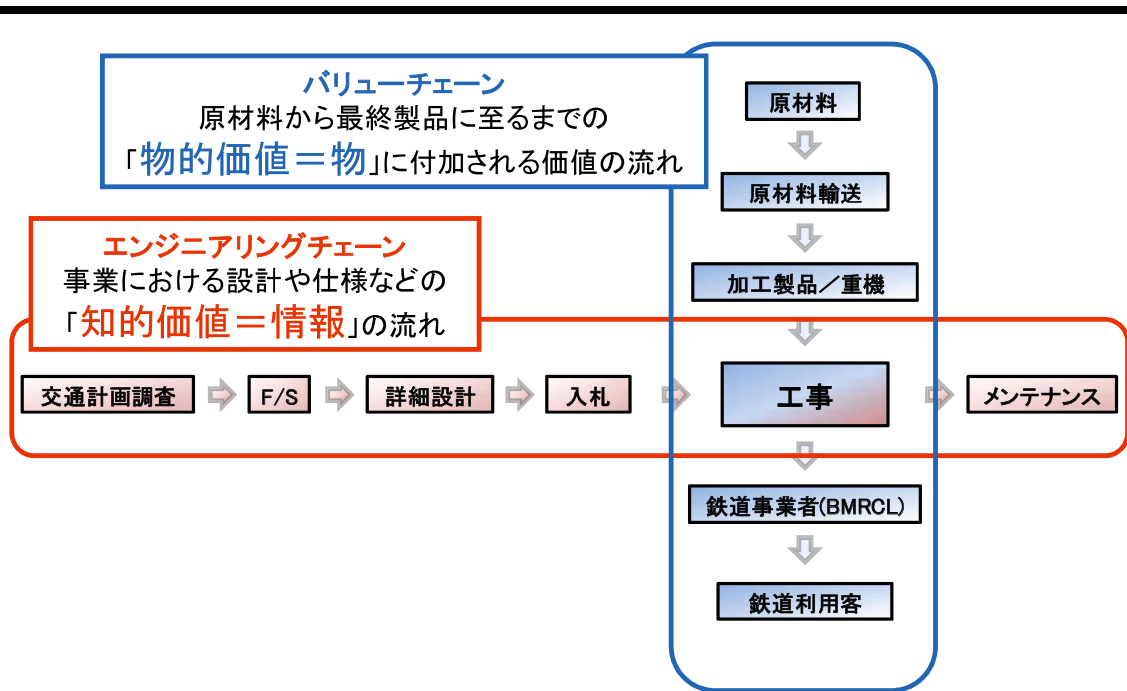 バリューチェーン
原材料から最終製品に至るまでの
「物的価値＝物」に付加される価値の流れ
エンジニアリングチェーン
事業における設計や仕様などの
「知的価値＝情報」の流れ
原材料
原材料輸送
加工製品／重機
交通計画調査
F/S
詳細設計
入札
工事
メンテナンス
鉄道事業者(BMRCL)
鉄道利用客